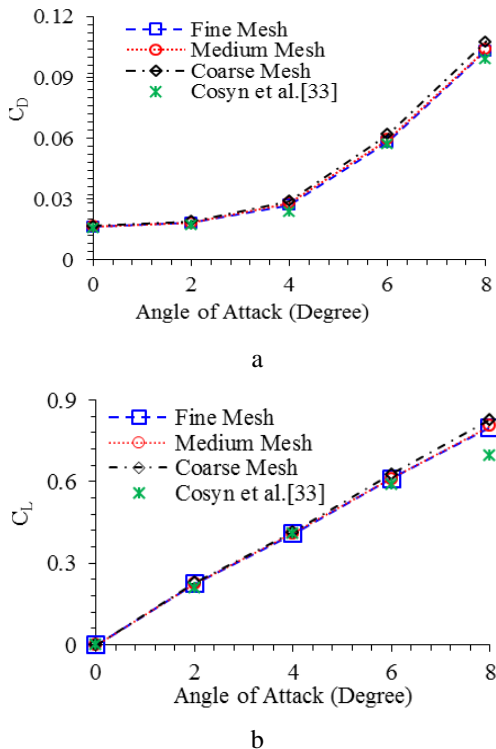 0.12
Fine Mesh
Medium Mesh
0.09
Coarse Mesh
Cosyn et al.[33]
CD
0.06
0.03
0
0 2 4 6 8
Angle of Attack (Degree)
a
0.9
Fine Mesh
Medium Mesh
Coarse Mesh
0.6
Cosyn et al.[33]
CL
0.3
0
0 2 4 6 8
Angle of Attack (Degree)
b